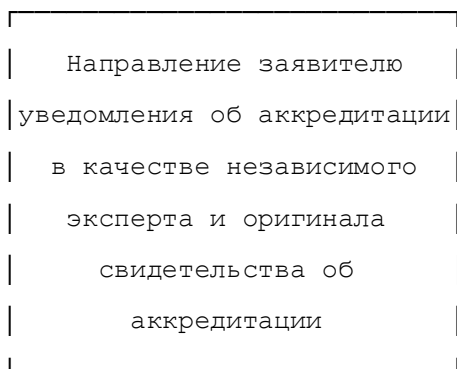 Направление заявителю
уведомления об аккредитации
в качестве независимого
эксперта и оригинала
свидетельства об
аккредитации